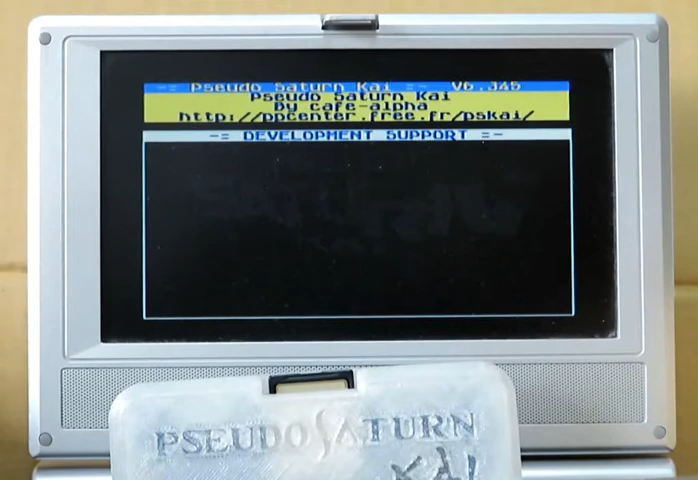 -= Pseudo Saturn Kai =- V6.345
Pseudo Saturn Kai
By cafe-alpha
http://ppcenter.free.fr/pskai/
-= DEVELOPMENT SUPPORT =-
PSEUDO SATURN
KAI